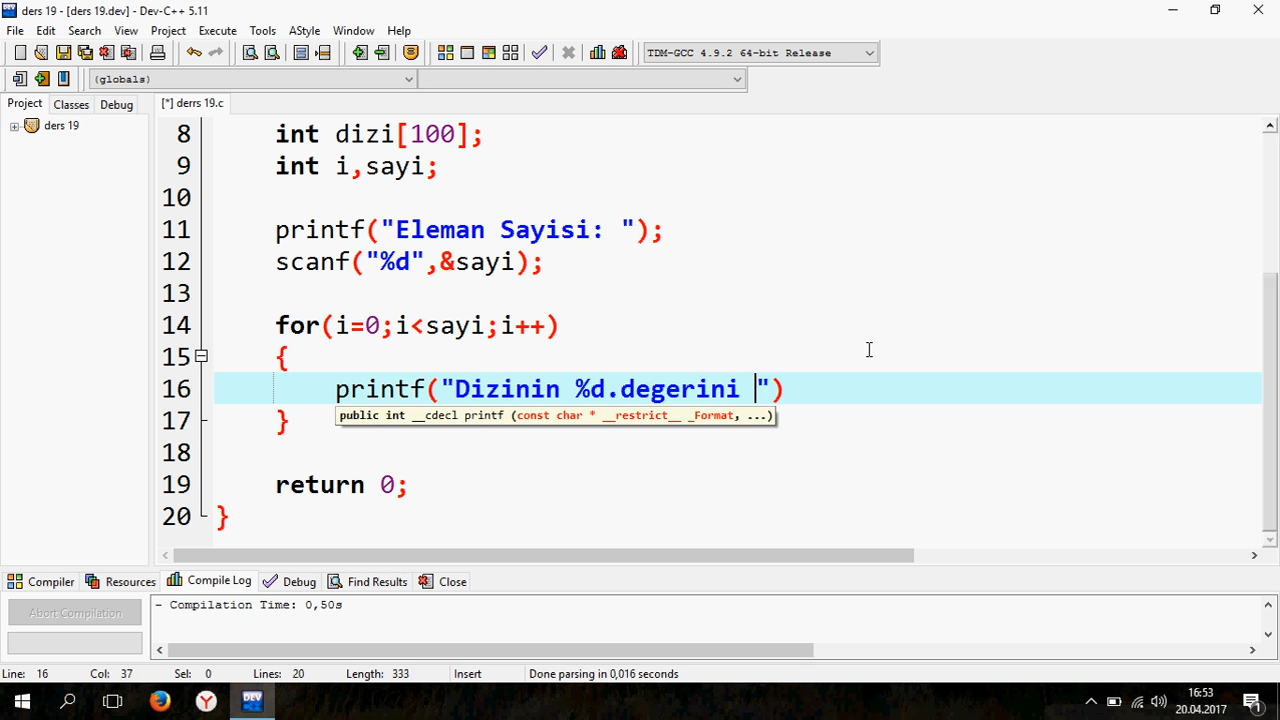 ders 19 - [ders 19.dev] - Dev-C++ 5.11
File Edit Search View Project Execute Tools AStyle Window Help
TDM-GCC 4.9.2 64-bit Release
(globals)
Project Classes Debug
[*] derrs 19.c
ders 19
8 int dizi[100];
9 int i,sayi;
10
11 printf("Eleman Sayisi: ");
12 scanf("%d",&sayi);
13
14 for(i=0;i<sayi;i++)
15 {
16 printf("Dizinin %d.degerini ")
public int __cdecl printf (const char * __restrict__ _Format, ...)
17 }
18
19 return 0;
20 }
Compiler Resources Compile Log Debug Find Results Close
Abort Compilation
- Compilation Time: 0,50s
Line: 16 Col: 37 Sel: 0 Lines: 20 Length: 333 Insert Done parsing in 0,016 seconds
DEV
16:53
20.04.2017
1